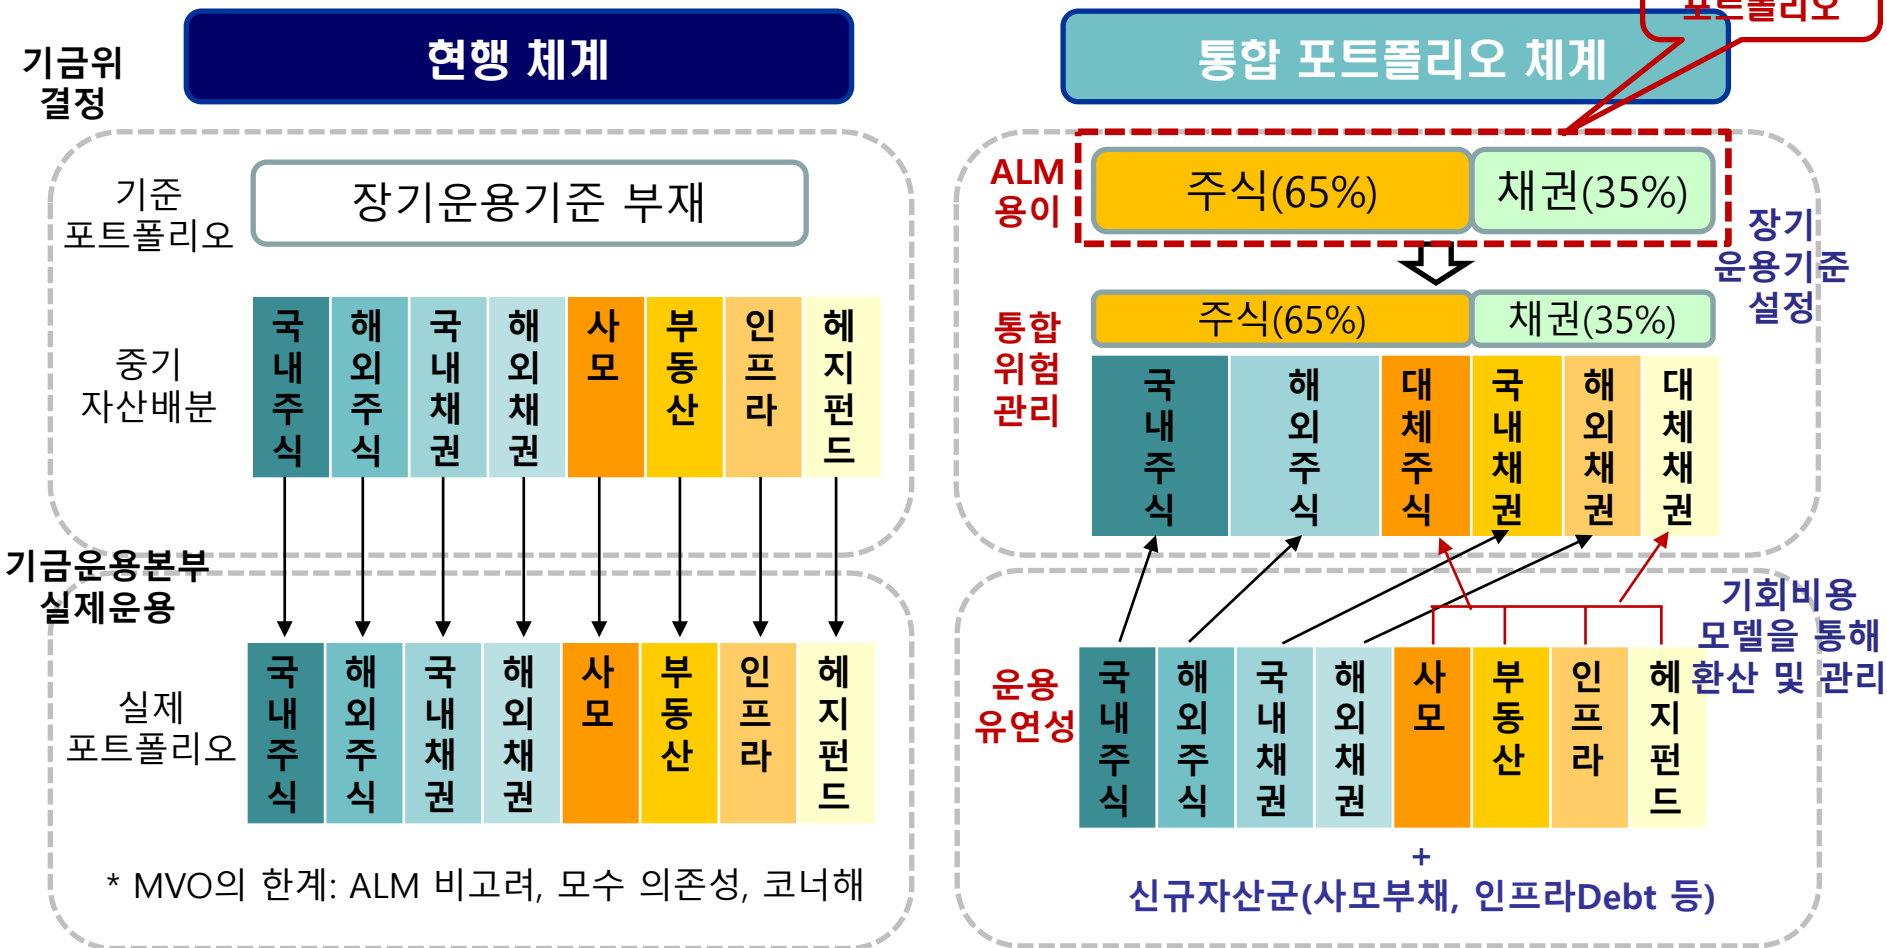 현행 체계
기금위
결정
기준
포트폴리오
장기운용기준 부재
중기
자산배분
국내주식
해외주식
국내채권
해외채권
사모
부동산
인프라
헤지펀드
기금운용본부
실제운용
실제
포트폴리오
국내주식
해외주식
국내채권
해외채권
사모
부동산
인프라
헤지펀드
* MVO의 한계: ALM 비고려, 모수 의존성, 코너해
포트폴리오
통합 포트폴리오 체계
ALM
용이
주식(65%)
채권(35%)
장기
운용기준
설정
통합
위험
관리
주식(65%)
채권(35%)
국내주식
해외주식
대체주식
국내채권
해외채권
대체채권
기회비용
모델을 통해
환산 및 관리
운용
유연성
국내주식
해외주식
국내채권
해외채권
사모
부동산
인프라
헤지펀드
+
신규자산군(사모부채, 인프라Debt 등)